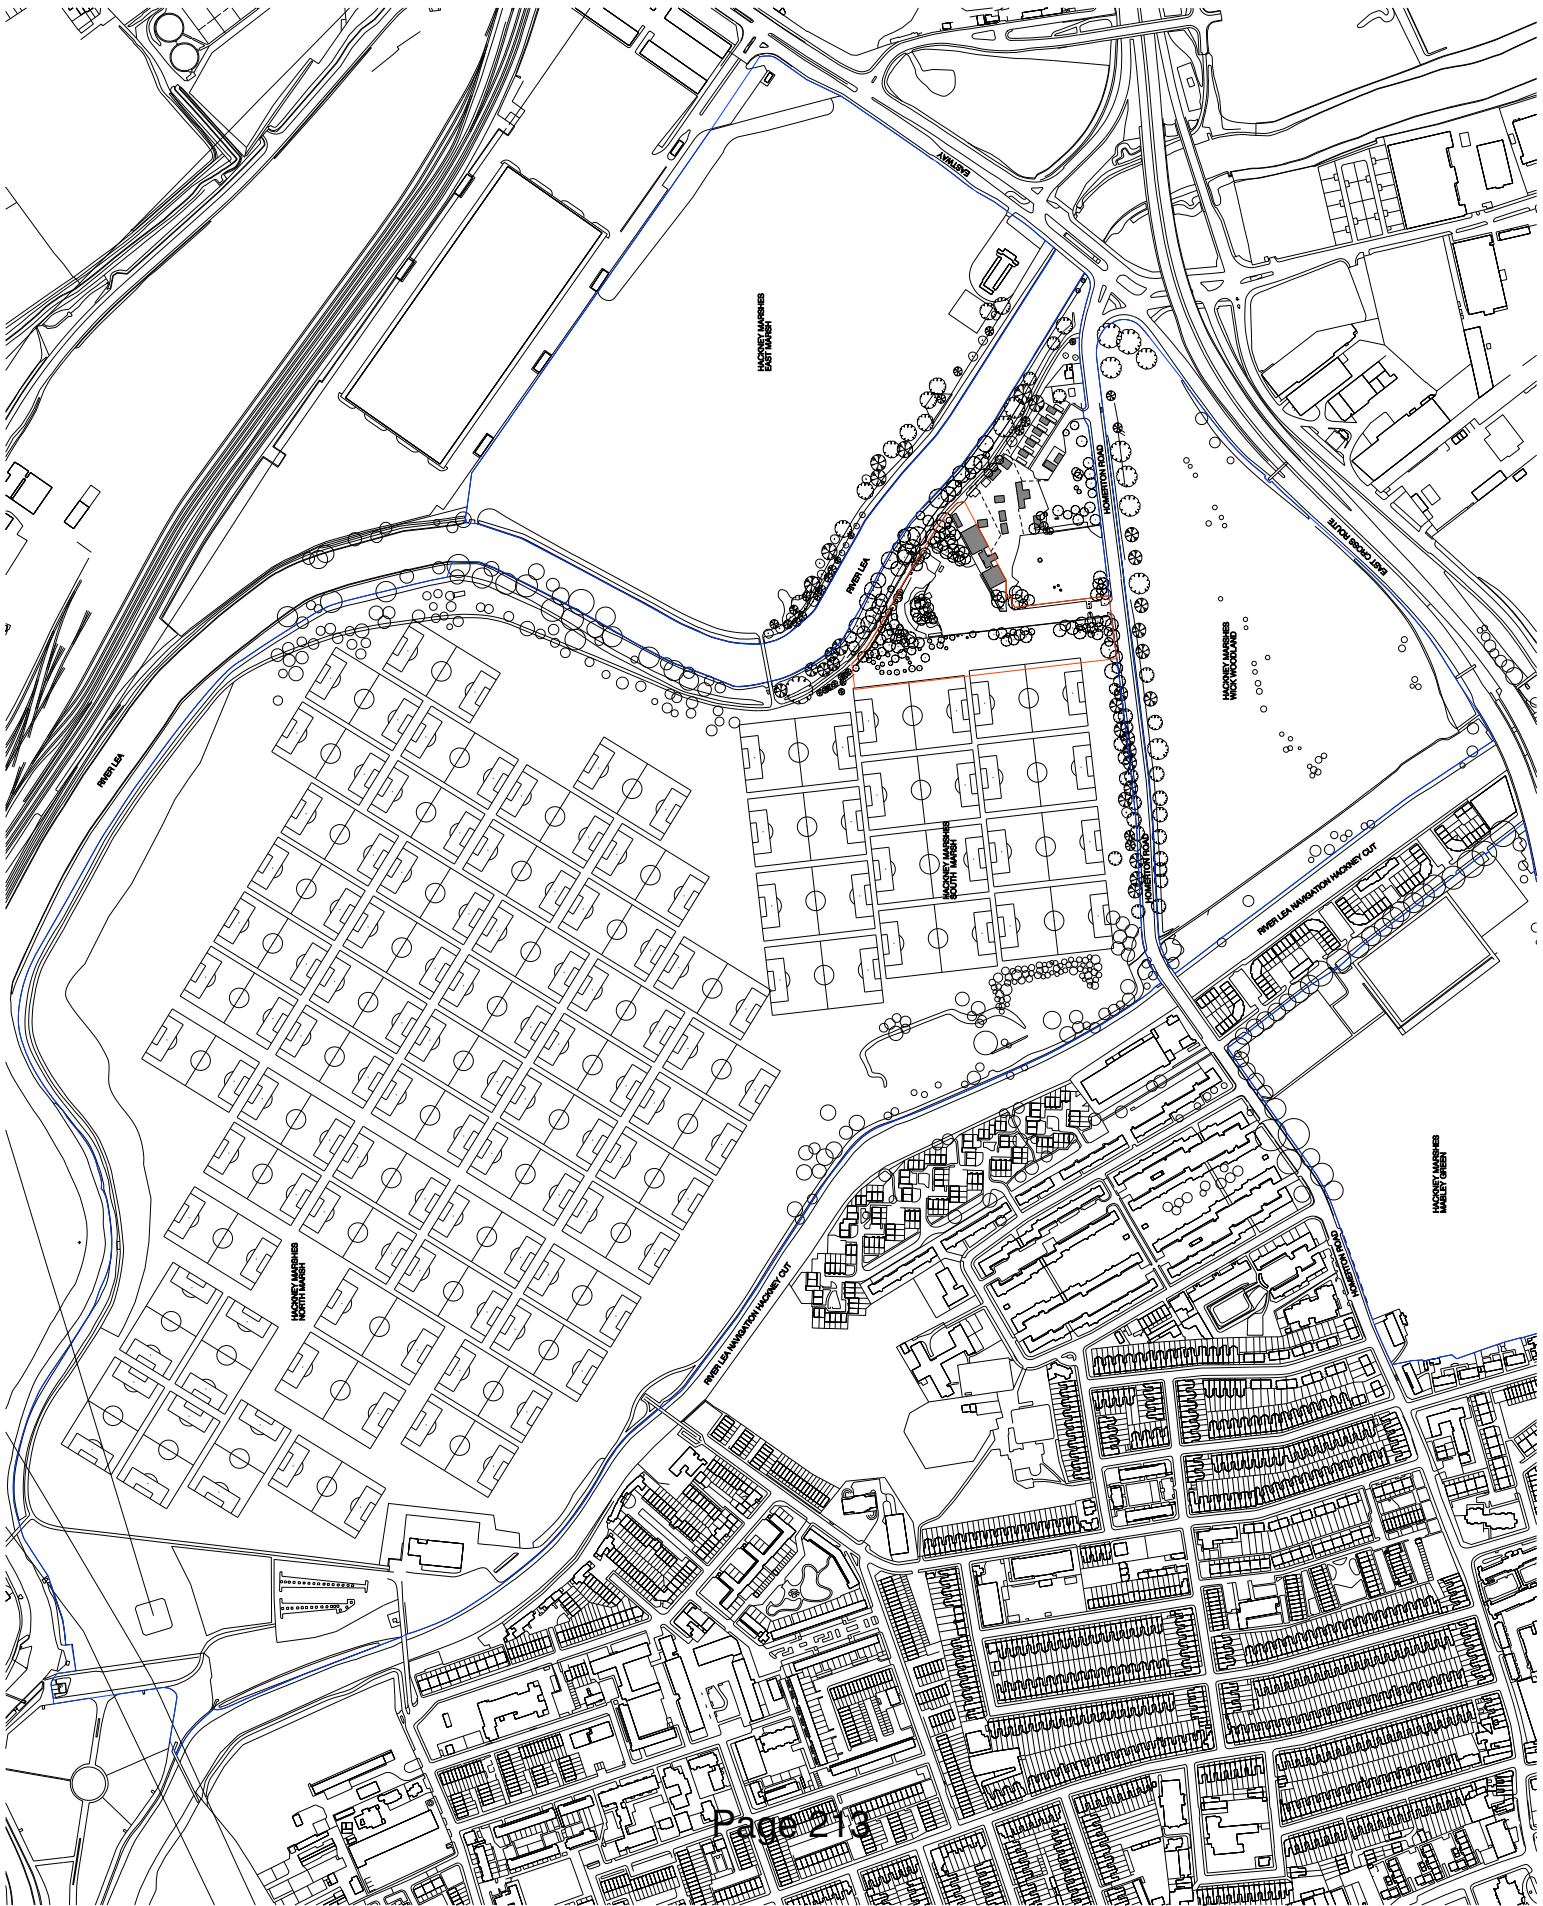 EASTWAY
HACKNEY MARSHES
EAST MARSH
HOMERTON ROAD
EAST CROSS ROUTE
RIVER LEA
HACKNEY MARSHES
WICK WOODLAND
RIVER LEA
HACKNEY MARSHES
SOUTH MARSH
HOMERTON ROAD
RIVER LEA NAVIGATION HACKNEY CUT
HACKNEY MARSHES
MABLEY GREEN
HACKNEY MARSHES
NORTH MARSH
HOMERTON ROAD
RIVER LEA NAVIGATION HACKNEY CUT
Page 213